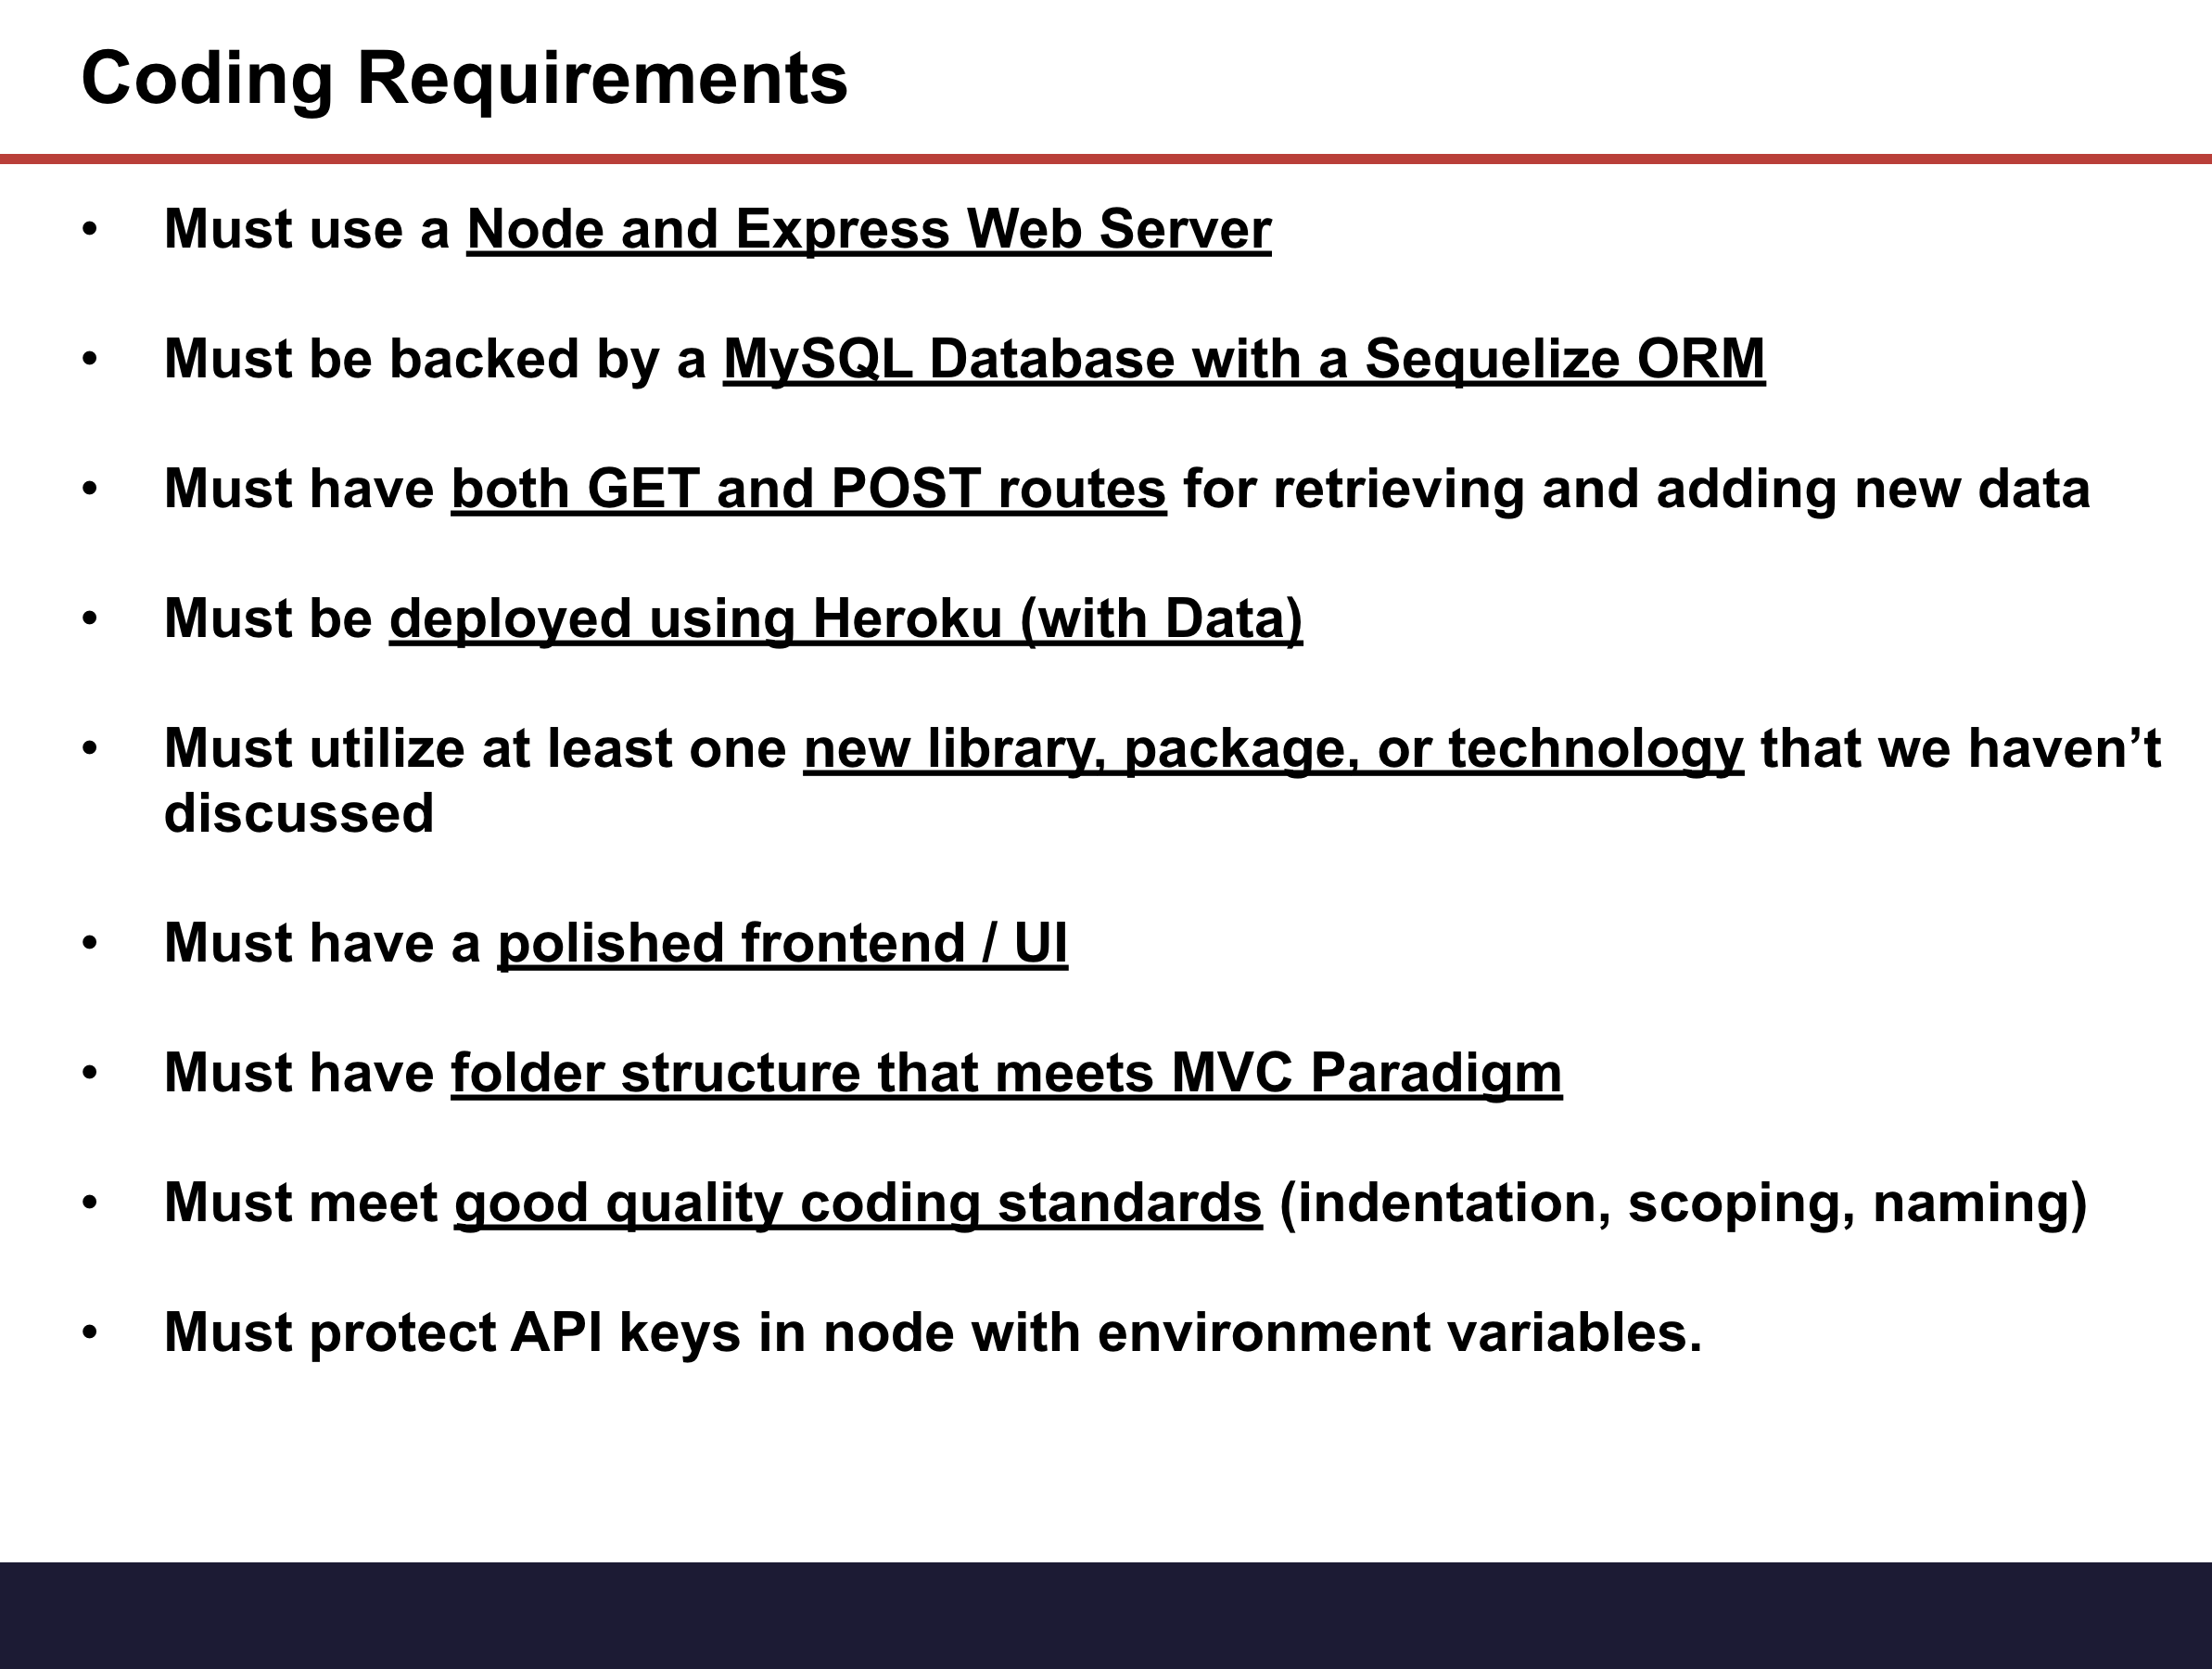 Coding Requirements
• Must use a Node and Express Web Server
• Must be backed by a MySQL Database with a Sequelize ORM
• Must have both GET and POST routes for retrieving and adding new data
• Must be deployed using Heroku (with Data)
• Must utilize at least one new library, package, or technology that we haven’t
discussed
• Must have a polished frontend / UI
• Must have folder structure that meets MVC Paradigm
• Must meet good quality coding standards (indentation, scoping, naming)
• Must protect API keys in node with environment variables.